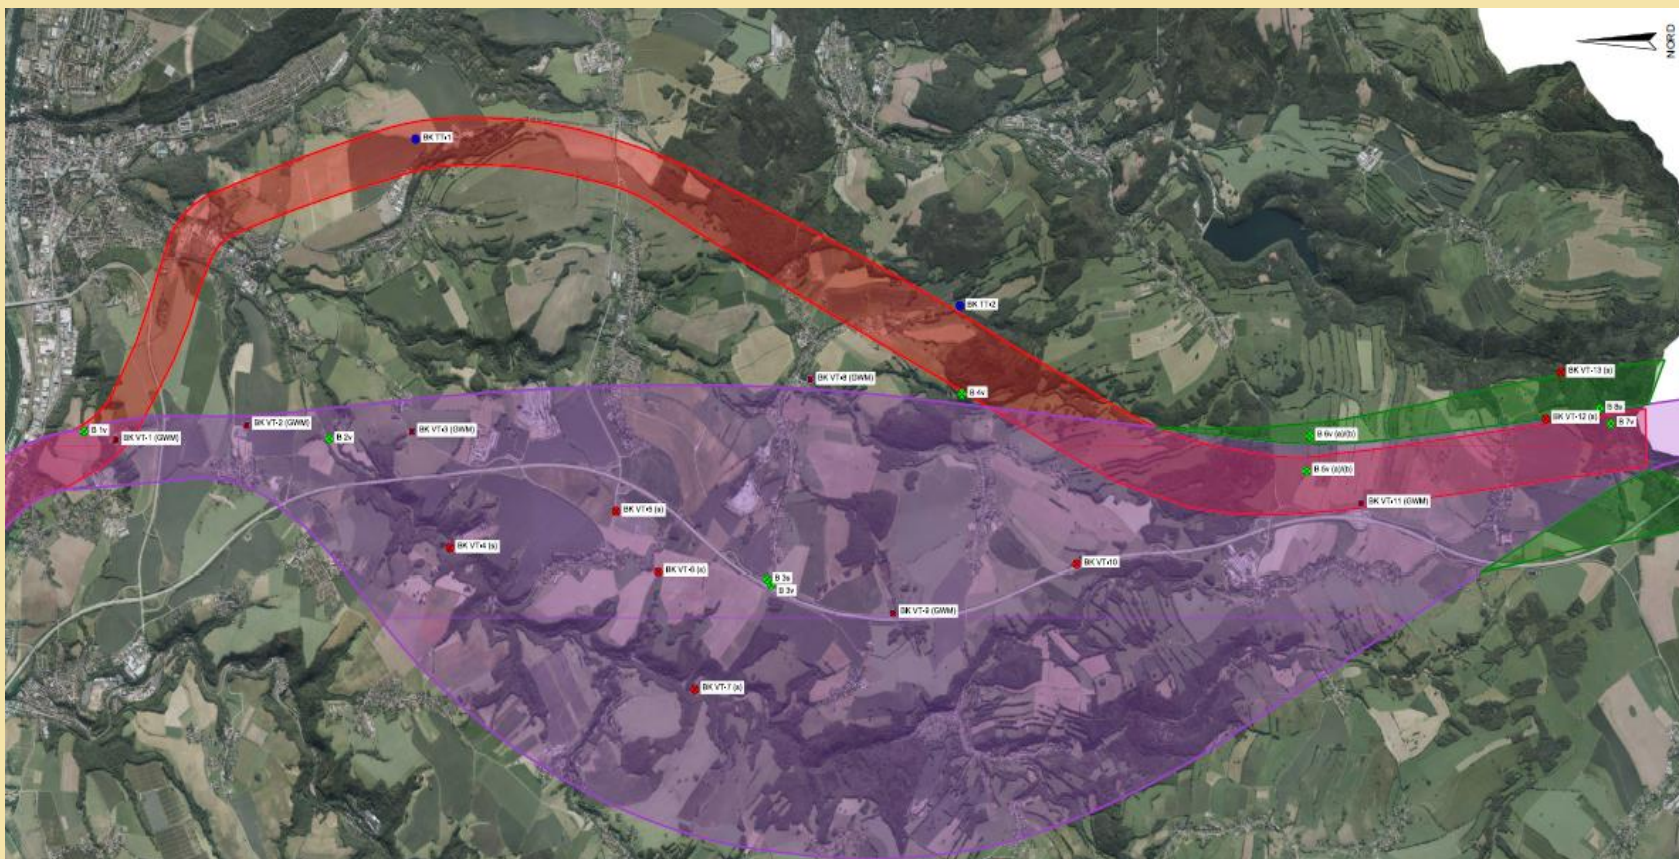 NORD
BK TT-1
BK TT-2
BK VT-8 (GWM)
BK VT-13 (s)
B 4v
B 8s
BK VT-12 (s)
B 7v
BK VT-2 (GWM)
B 1v
BK VT-3 (GWM)
B 6v (a)/(b)
BK VT-1 (GWM)
B 2v
B 5v (a)/(b)
BK VT-11 (GWM)
BK VT-5 (s)
BK VT-4 (s)
BK VT-10
BK VT-6 (s)
B 3s
B 3v
BK VT-9 (GWM)
BK VT-7 (s)